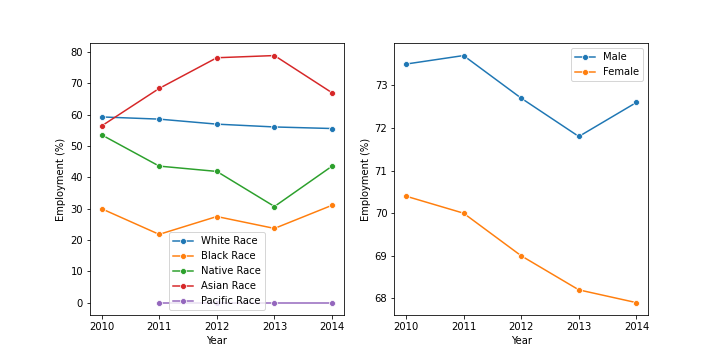 80
70
60
50
40
30
20
10
0
Employment (%)
White Race
Black Race
Native Race
Asian Race
Pacific Race
2010 2011 2012 2013 2014
Year
73
72
71
70
69
68
Employment (%)
Male
Female
2010 2011 2012 2013 2014
Year